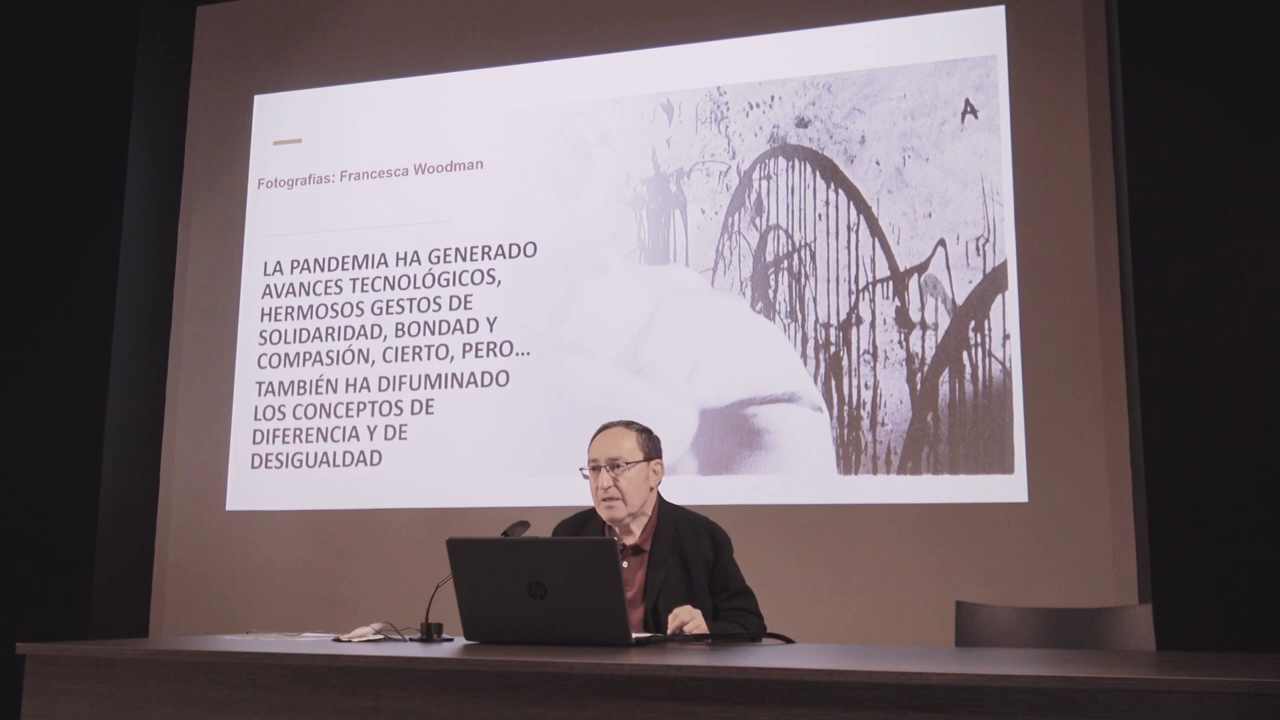 Fotografías: Francesca Woodman
LA PANDEMIA HA GENERADO
AVANCES TECNOLÓGICOS,
HERMOSOS GESTOS DE
SOLIDARIDAD, BONDAD Y
COMPASIÓN, CIERTO, PERO...
TAMBIÉN HA DIFUMINADO
LOS CONCEPTOS DE
DIFERENCIA Y DE
DESIGUALDAD
A
hp